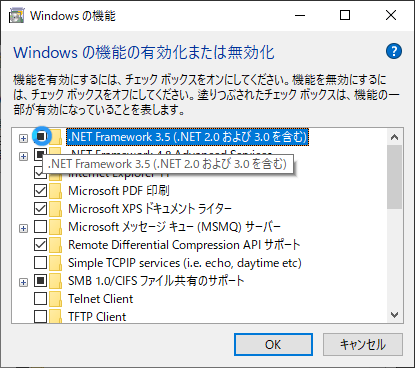 Windows の機能
Windows の機能の有効化または無効化
機能を有効にするには、チェック ボックスをオンにしてください。機能を無効にするに
は、チェック ボックスをオフにしてください。塗りつぶされたチェック ボックスは、機能の一
部が有効になっていることを表します。
.NET Framework 3.5 (.NET 2.0 および 3.0 を含む)
.NET Framework 4.8 Advanced Services
.NET Framework 3.5 (.NET 2.0 および 3.0 を含む)
Internet Explorer 11
Microsoft PDF 印刷
Microsoft XPS ドキュメント ライター
Microsoft メッセージ キュー (MSMQ) サーバー
Remote Differential Compression API サポート
Simple TCPIP services (i.e. echo, daytime etc)
SMB 1.0/CIFS ファイル共有のサポート
Telnet Client
TFTP Client
OK
キャンセル